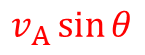 v_A sin θ